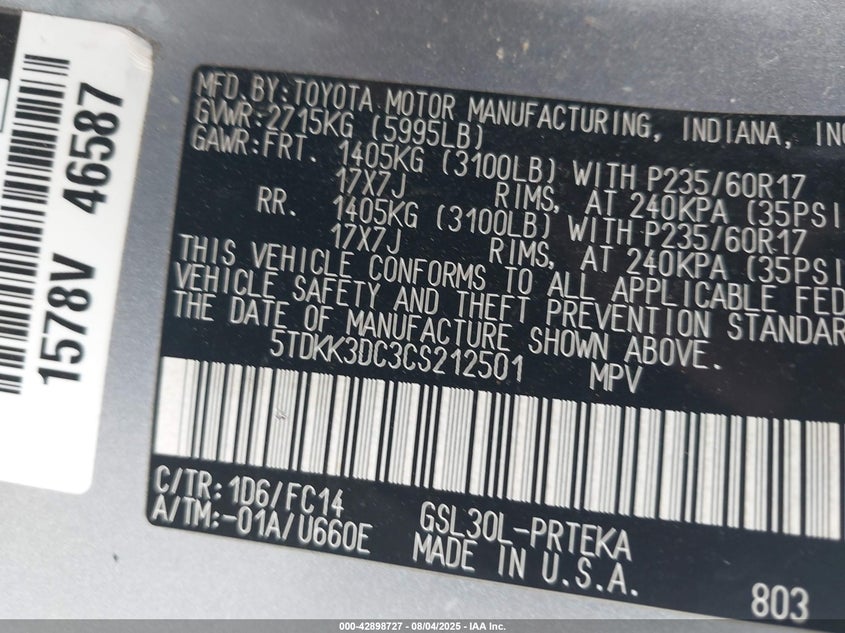 1578V 46587
MFD.BY:TOYOTA MOTOR MANUFACTURING, INDIANA, INC
GVWR:2715KG (5995LB)
GAWR:FRT. 1405KG (3100LB) WITH P235/60R17
17X7J RIMS, AT 240KPA (35PSI
RR. 1405KG (3100LB) WITH P235/60R17
17X7J RIMS, AT 240KPA (35PSI
THIS VEHICLE CONFORMS TO ALL APPLICABLE FED
VEHICLE SAFETY AND THEFT PREVENTION STANDAR
THE DATE OF MANUFACTURE SHOWN ABOVE.
5TDKK3DC3CS212501 MPV
C/TR:1D6/FC14
A/TM:-01A/U660E
GSL30L-PRTEKA
MADE IN U.S.A.
803
000-42898727 - 08/04/2025 - IAA Inc.